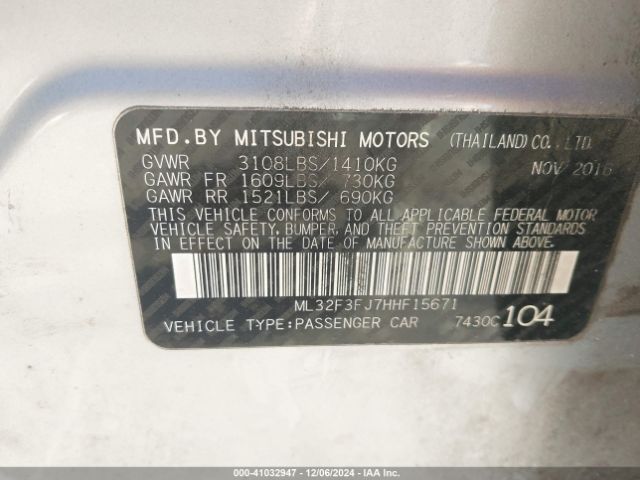 MFD.BY MITSUBISHI MOTORS (THAILAND) CO., LTD.
GVWR 3108LBS/1410KG NOV 2016
GAWR FR 1609LBS/ 730KG
GAWR RR 1521LBS/ 690KG
THIS VEHICLE CONFORMS TO ALL APPLICABLE FEDERAL MOTOR
VEHICLE SAFETY, BUMPER, AND THEFT PREVENTION STANDARDS
IN EFFECT ON THE DATE OF MANUFACTURE SHOWN ABOVE.
ML32F3FJ7HHF15671
VEHICLE TYPE:PASSENGER CAR 7430C 104
000-41032947 • 12/06/2024 • IAA Inc.